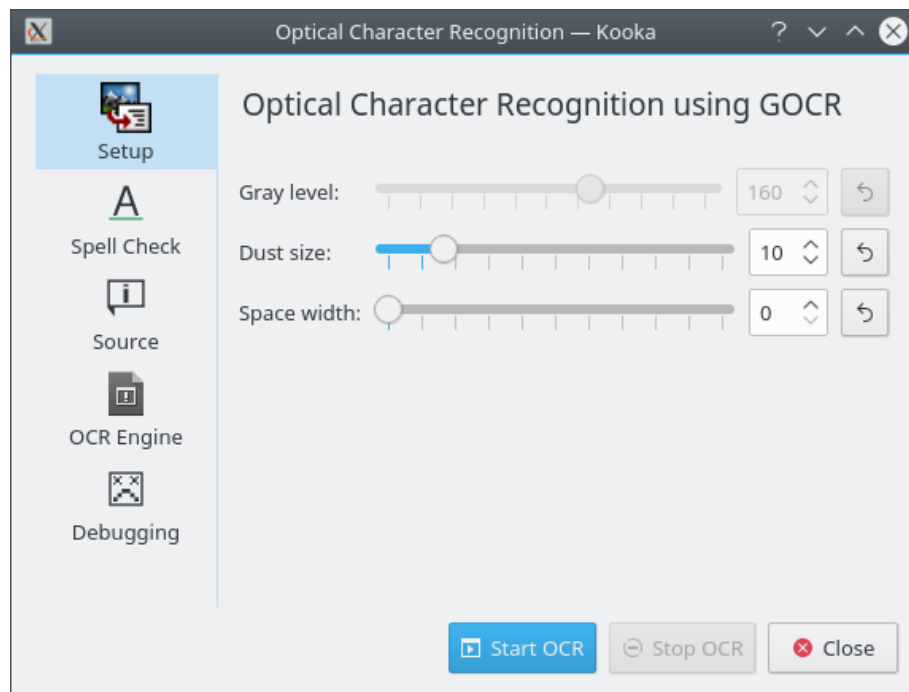 Optical Character Recognition — Kooka
Setup
Spell Check
Source
OCR Engine
Debugging
Optical Character Recognition using GOCR
Gray level: 160
Dust size: 10
Space width: 0
Start OCR Stop OCR Close